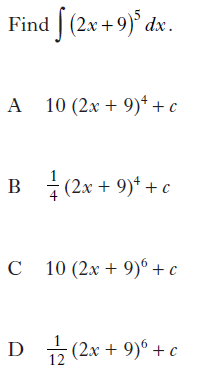 Find ∫(2x+9)⁵ dx.
A 10 (2x + 9)⁴ + c
B 1/4 (2x + 9)⁴ + c
C 10 (2x + 9)⁶ + c
D 1/12 (2x + 9)⁶ + c